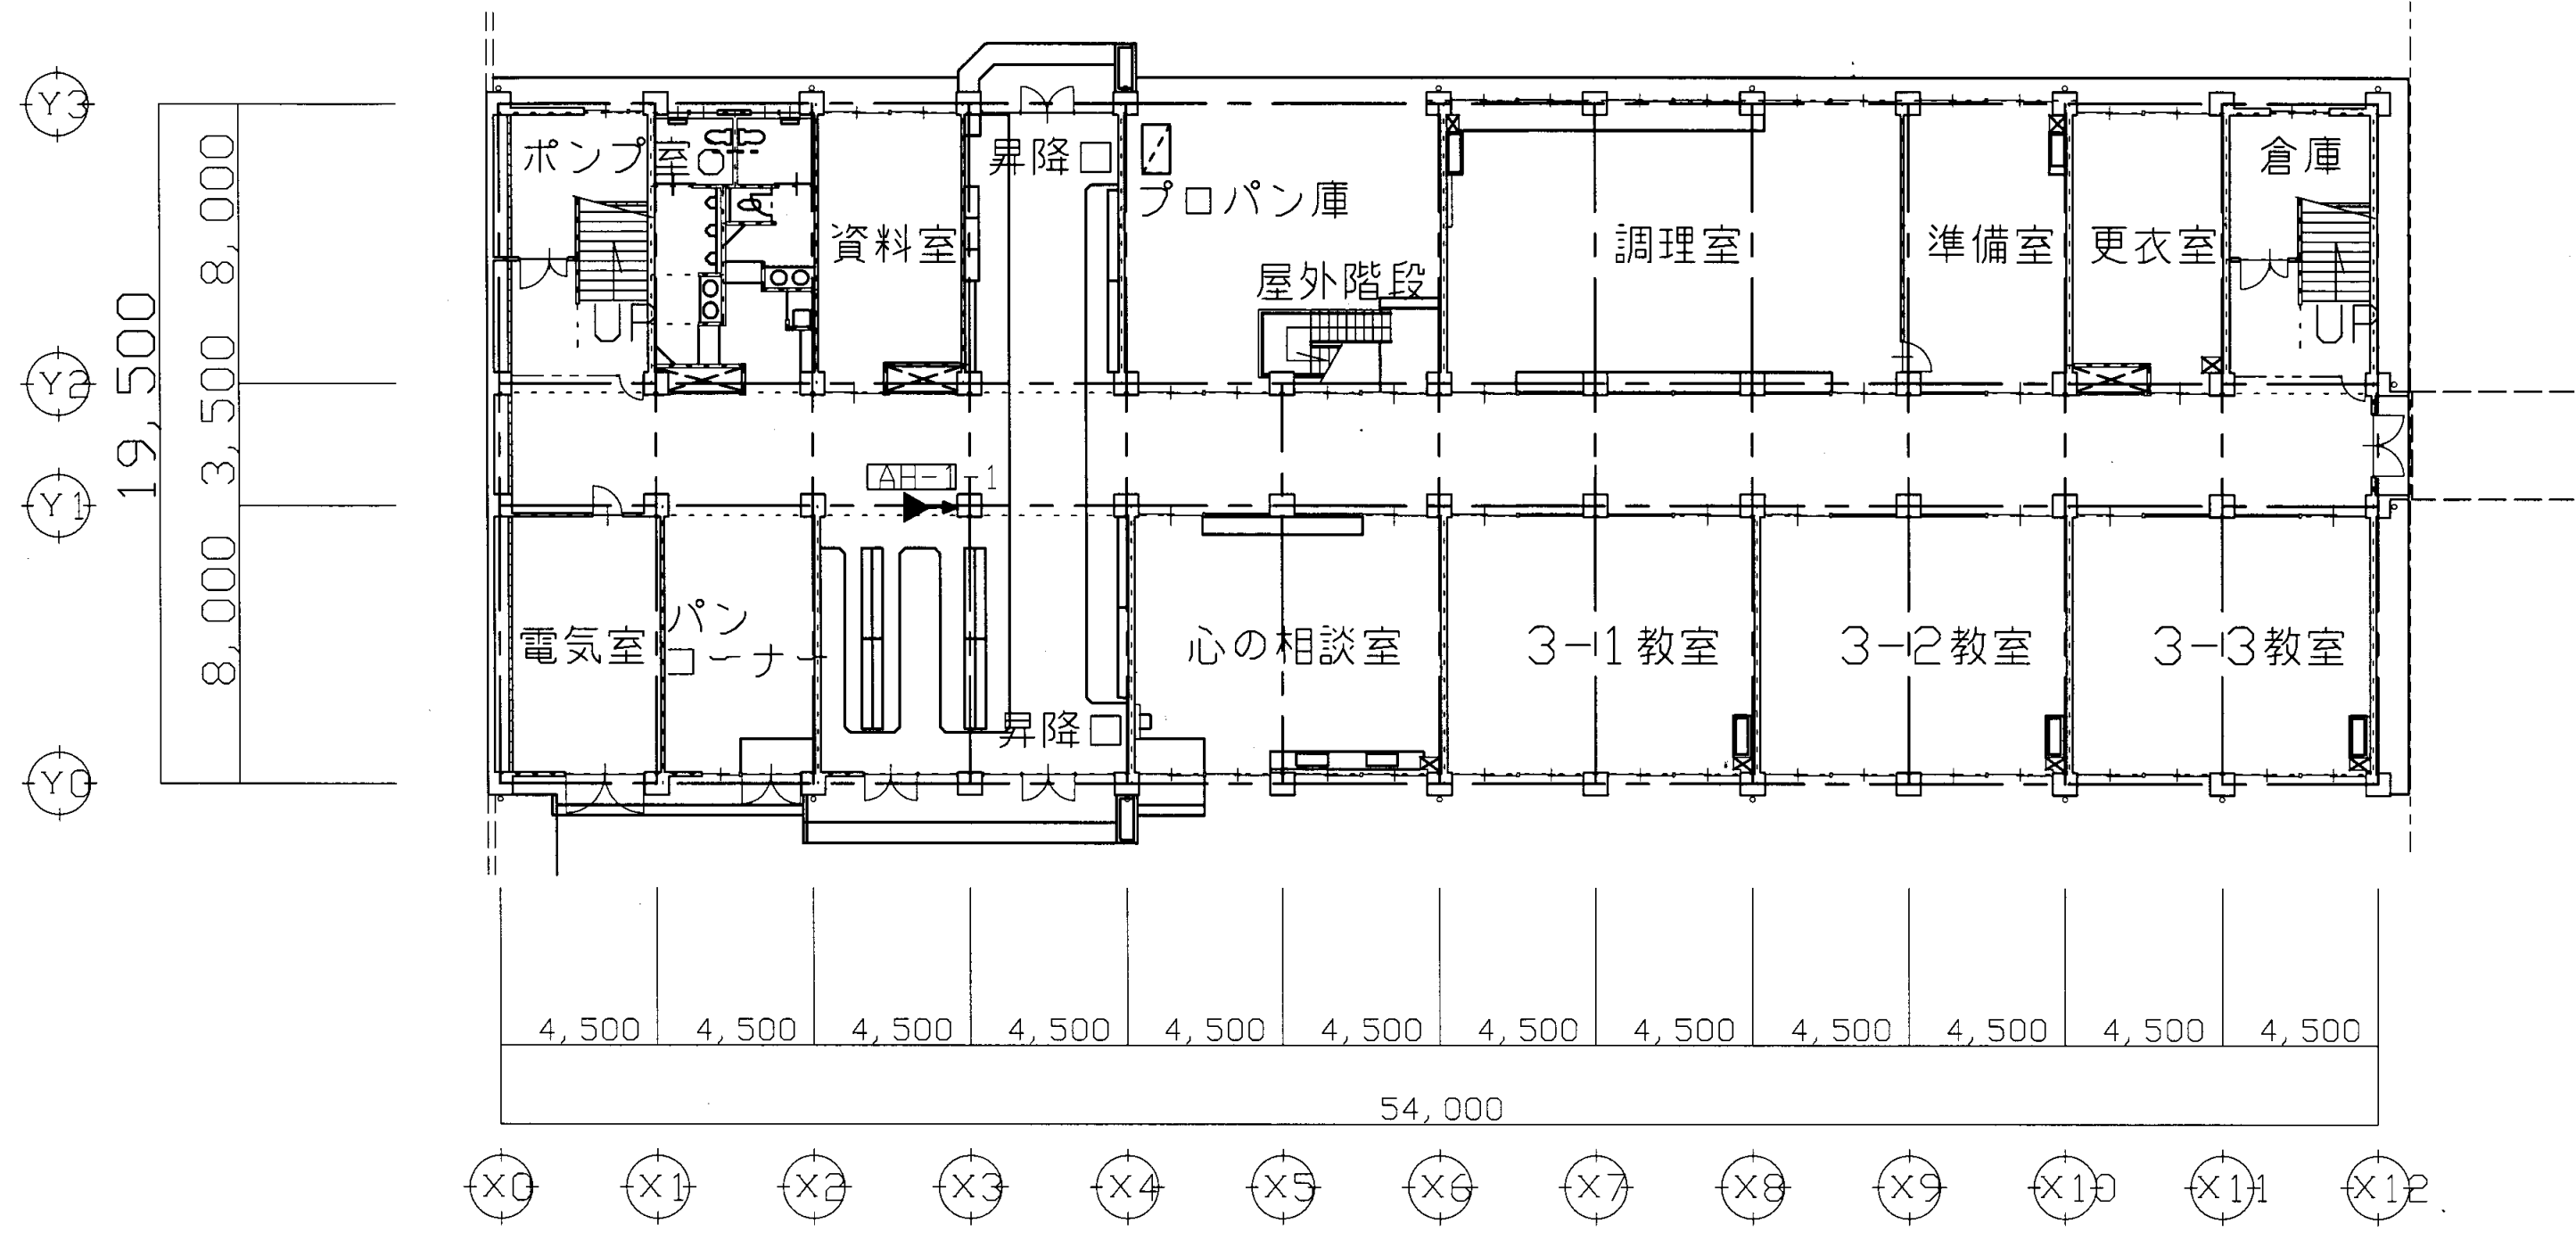 Y3
Y2
Y1
Y0
19,500
8,000
3,500
8,000
ポンプ室
昇降口
倉庫
プロパン庫
資料室
調理室
準備室
更衣室
屋外階段
UP
UP
AH-1-1
パン
コーナー
電気室
心の相談室
3-1教室
3-2教室
3-3教室
昇降口
4,500 4,500 4,500 4,500 4,500 4,500 4,500 4,500 4,500 4,500 4,500 4,500
54,000
X0 X1 X2 X3 X4 X5 X6 X7 X8 X9 X10 X11 X12